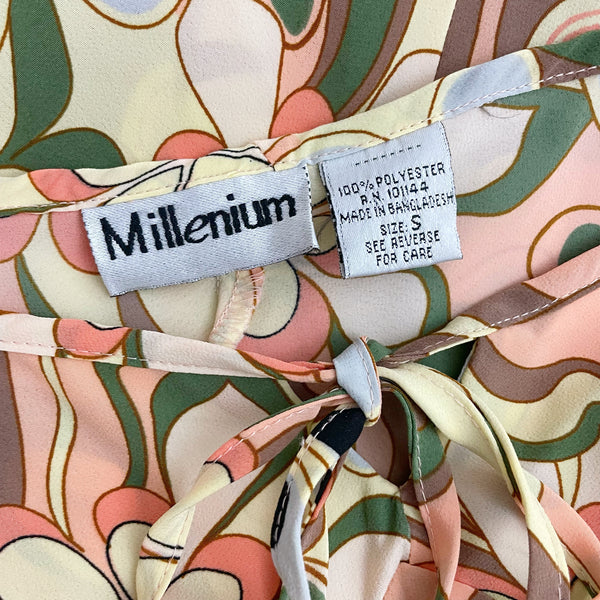 Millenium
100% POLYESTER
R.N. 101144
MADE IN BANGLADESH
SIZE: S
SEE REVERSE
FOR CARE